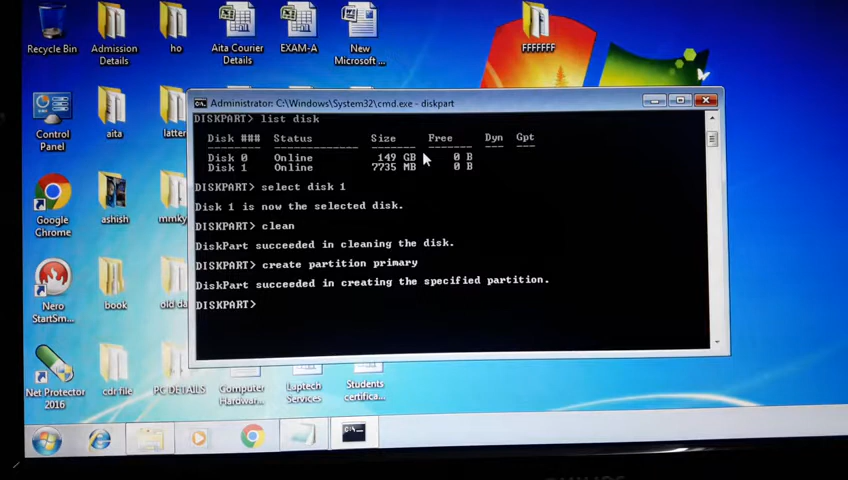 Recycle Bin
Admission
Details
ho
Aita Courier
Details
EXAM-A
New
Microsoft ...
FFFFFFF
Administrator: C:\Windows\System32\cmd.exe - diskpart
DISKPART> list disk
Disk ### Status Size Free Dyn Gpt
Disk 0 Online 149 GB 0 B
Disk 1 Online 7735 MB 0 B
DISKPART> select disk 1
Disk 1 is now the selected disk.
DISKPART> clean
DiskPart succeeded in cleaning the disk.
DISKPART> create partition primary
DiskPart succeeded in creating the specified partition.
DISKPART>
Control
Panel
aita
latter
Google
Chrome
ashish
mmky
Nero
StartSm...
book
old da
Net Protector
2016
cdr file
PC DETAILS
Computer
Hardwar...
Laptech
Services
Students
certifica...
C:\_